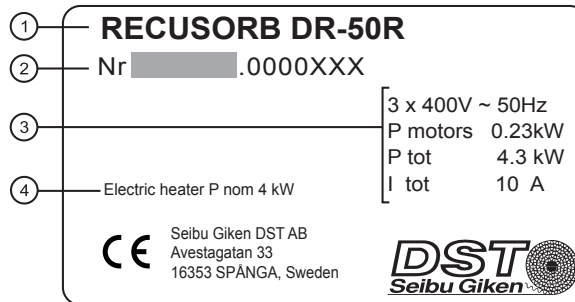 1 RECUSORB DR-50R
2 Nr .0000XXX
3
3 x 400V ~ 50Hz
P motors 0.23kW
P tot 4.3 kW
I tot 10 A
4 Electric heater P nom 4 kW
CE Seibu Giken DST AB
Avestagatan 33
16353 SPÅNGA, Sweden
DST
Seibu Giken